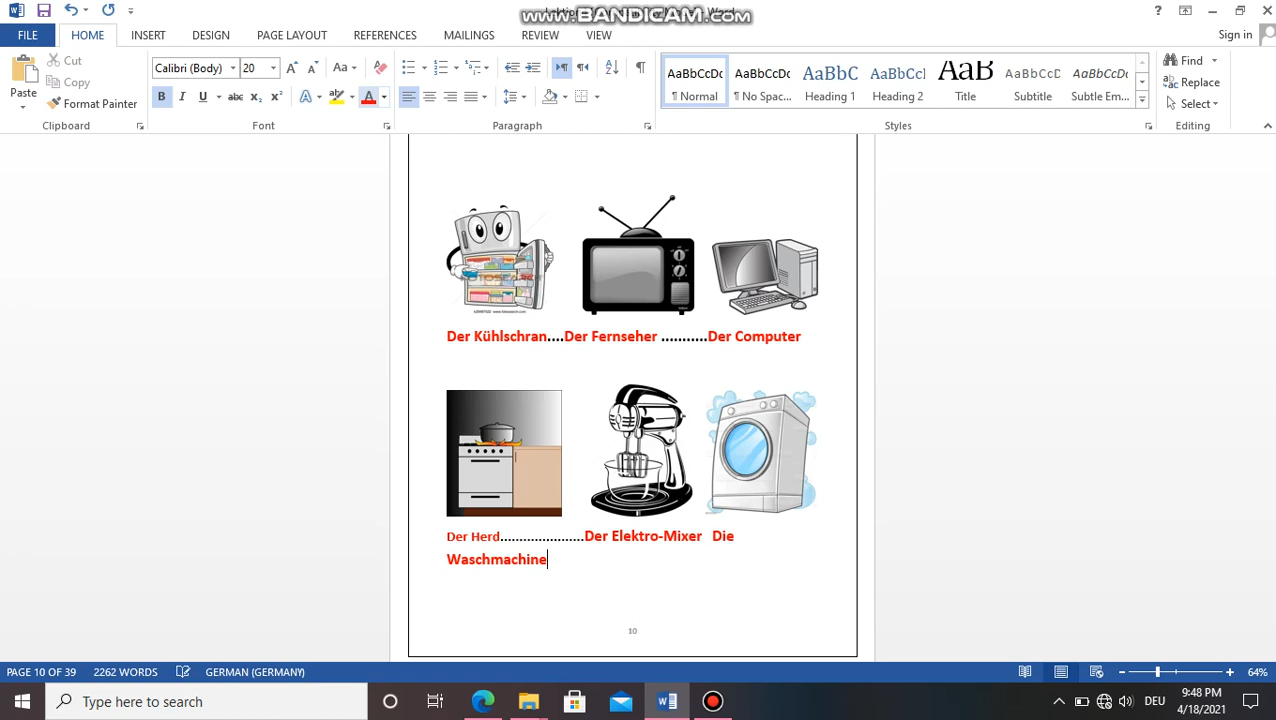 www.BANDICAM.com
FILE HOME INSERT DESIGN PAGE LAYOUT REFERENCES MAILINGS REVIEW VIEW Sign in
Cut
Copy
Format Painter
Paste
Calibri (Body) 20
AaBbCcDc AaBbCcDc AaBbC AaBbCc AaB AaBbCcD AaBbCcDc
¶ Normal ¶ No Spac... Heading 1 Heading 2 Title Subtitle Subtle Em...
Find
Replace
Select
Clipboard Font Paragraph Styles Editing
Der Kühlschran....Der Fernseher ...........Der Computer
Der Herd......................Der Elektro-Mixer Die
Waschmachine
10
PAGE 10 OF 39 2262 WORDS GERMAN (GERMANY) 64%
Type here to search
DEU
9:48 PM
4/18/2021